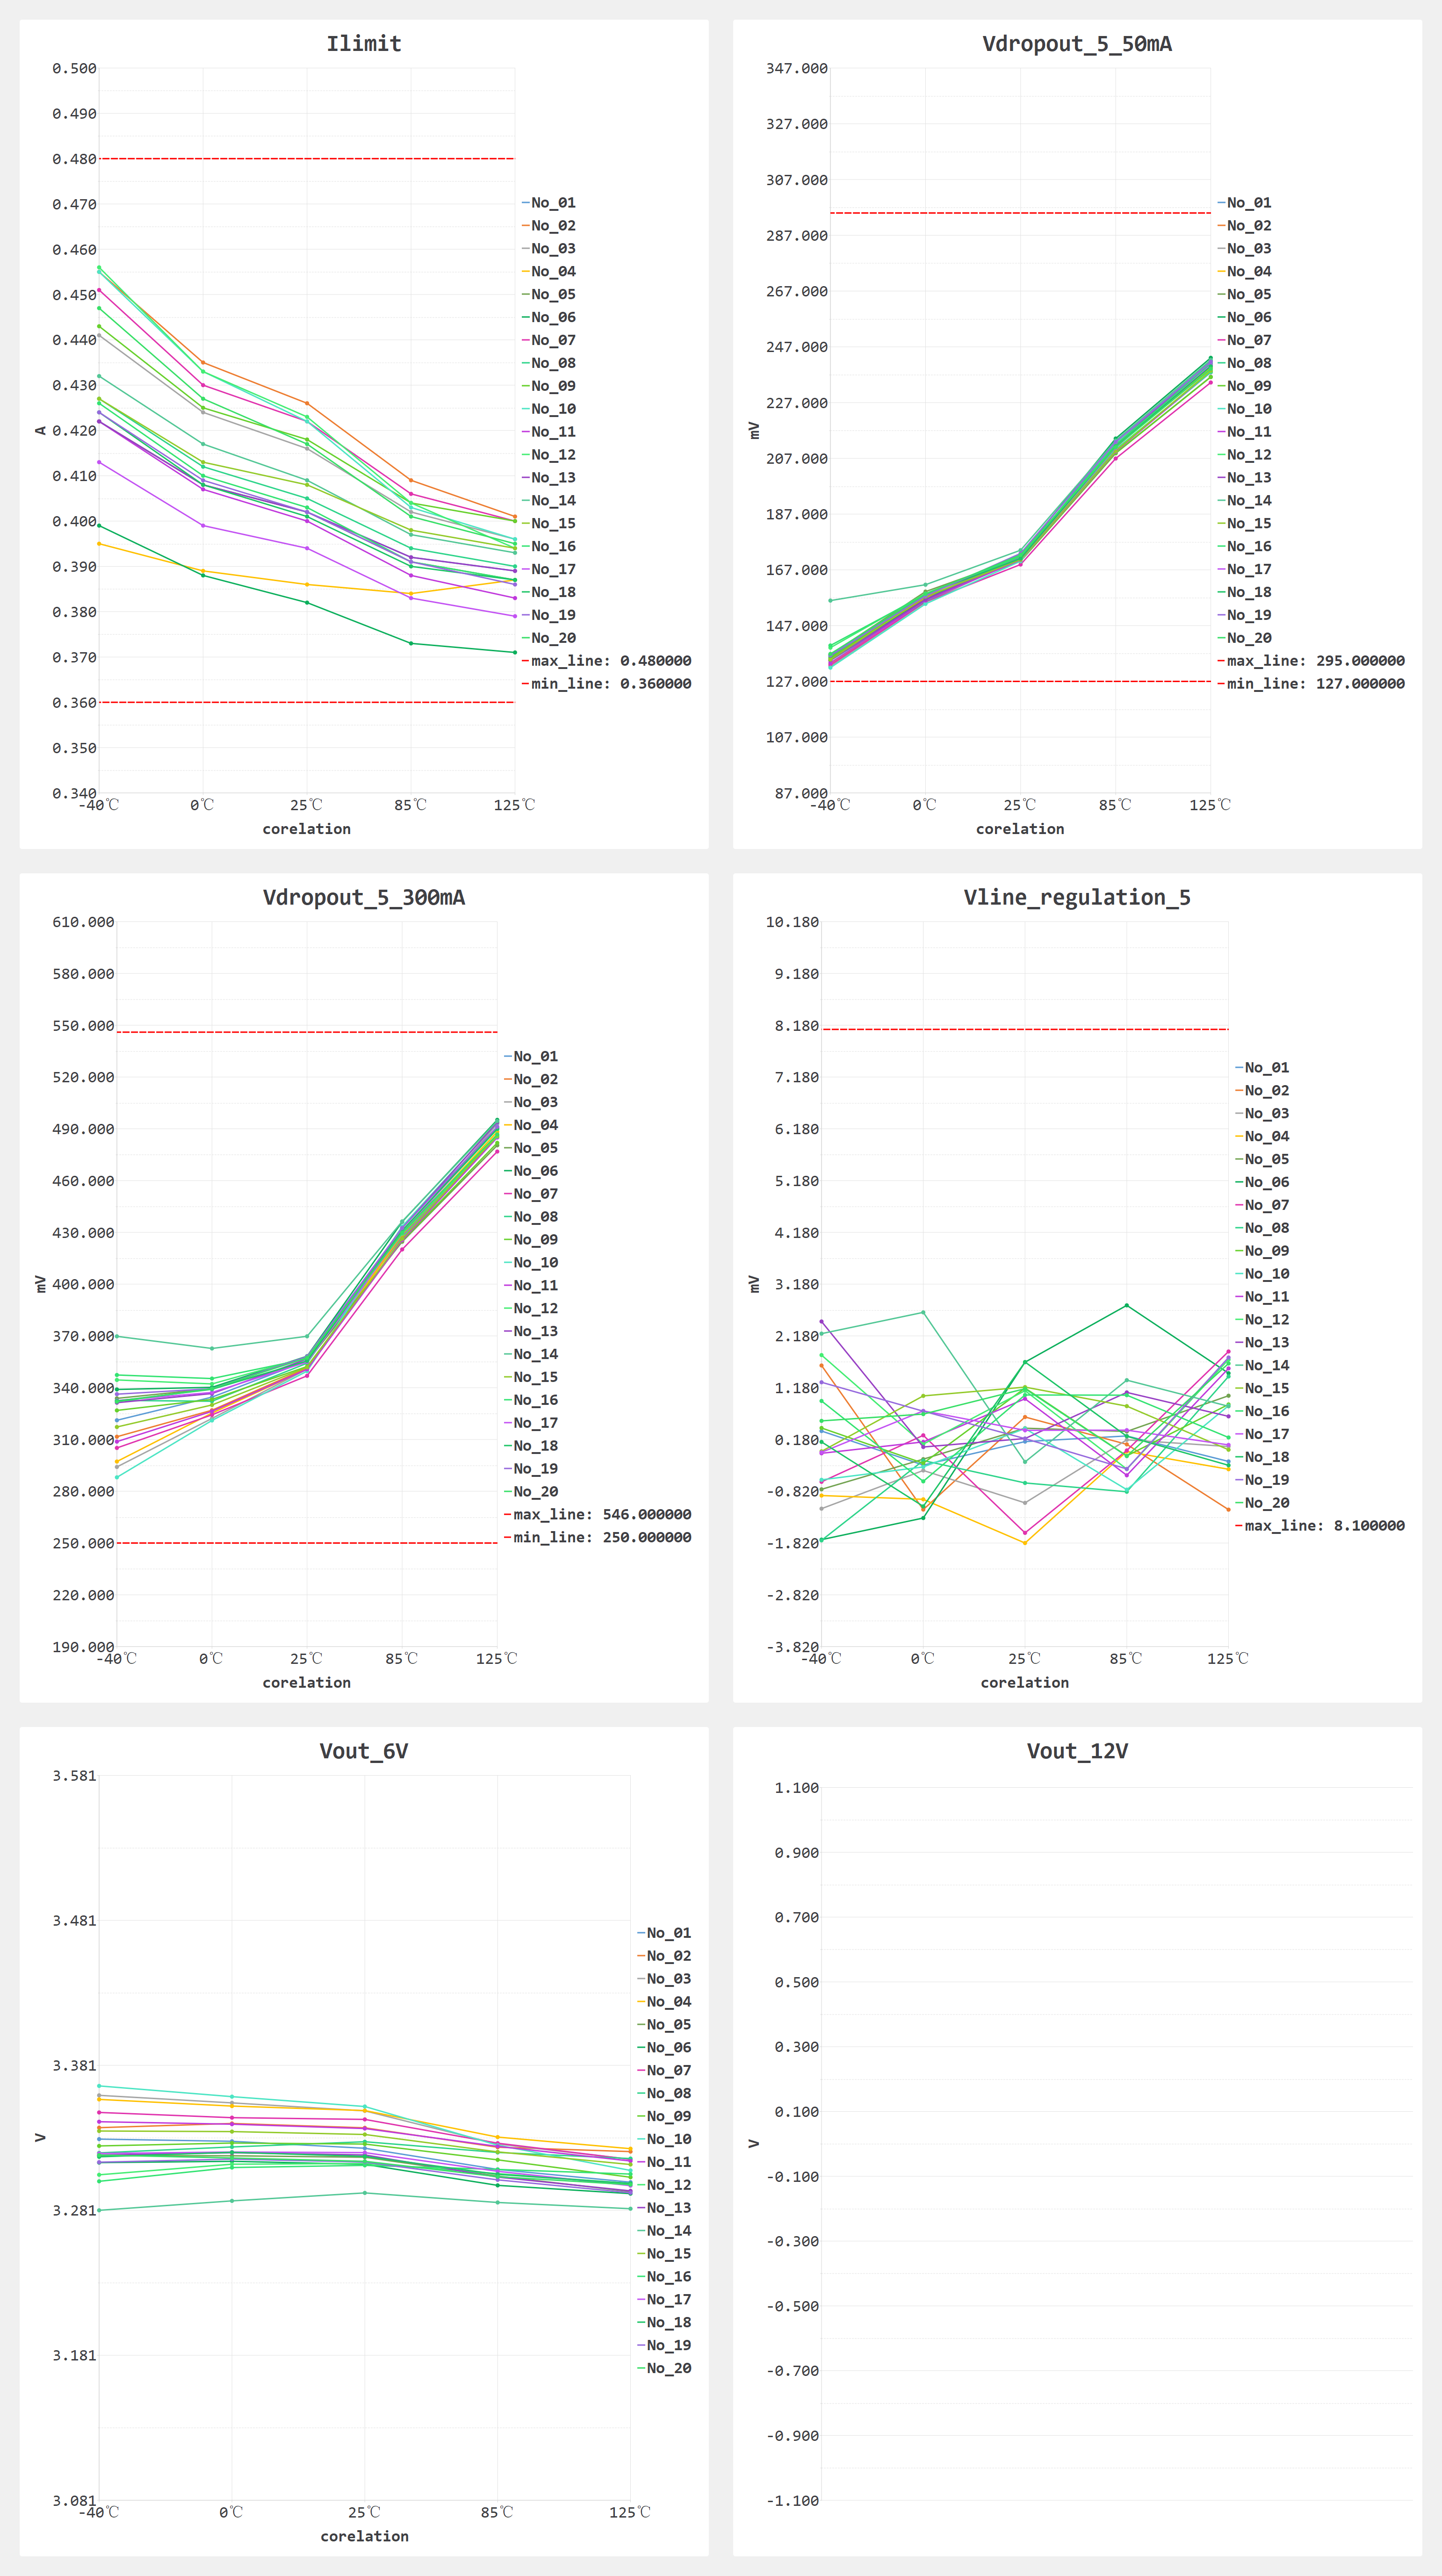 Ilimit
0.500
0.490
0.480
0.470
0.460
0.450
0.440
0.430
0.420
0.410
0.400
0.390
0.380
0.370
0.360
0.350
0.340
A
-40℃ 0℃ 25℃ 85℃ 125℃
corelation
No_01
No_02
No_03
No_04
No_05
No_06
No_07
No_08
No_09
No_10
No_11
No_12
No_13
No_14
No_15
No_16
No_17
No_18
No_19
No_20
max_line: 0.480000
min_line: 0.360000
Vdropout_5_50mA
347.000
327.000
307.000
287.000
267.000
247.000
227.000
207.000
187.000
167.000
147.000
127.000
107.000
87.000
mV
-40℃ 0℃ 25℃ 85℃ 125℃
corelation
No_01
No_02
No_03
No_04
No_05
No_06
No_07
No_08
No_09
No_10
No_11
No_12
No_13
No_14
No_15
No_16
No_17
No_18
No_19
No_20
max_line: 295.000000
min_line: 127.000000
Vdropout_5_300mA
610.000
580.000
550.000
520.000
490.000
460.000
430.000
400.000
370.000
340.000
310.000
280.000
250.000
220.000
190.000
mV
-40℃ 0℃ 25℃ 85℃ 125℃
corelation
No_01
No_02
No_03
No_04
No_05
No_06
No_07
No_08
No_09
No_10
No_11
No_12
No_13
No_14
No_15
No_16
No_17
No_18
No_19
No_20
max_line: 546.000000
min_line: 250.000000
Vline_regulation_5
10.180
9.180
8.180
7.180
6.180
5.180
4.180
3.180
2.180
1.180
0.180
-0.820
-1.820
-2.820
-3.820
mV
-40℃ 0℃ 25℃ 85℃ 125℃
corelation
No_01
No_02
No_03
No_04
No_05
No_06
No_07
No_08
No_09
No_10
No_11
No_12
No_13
No_14
No_15
No_16
No_17
No_18
No_19
No_20
max_line: 8.100000
Vout_6V
3.581
3.481
3.381
3.281
3.181
3.081
V
-40℃ 0℃ 25℃ 85℃ 125℃
corelation
No_01
No_02
No_03
No_04
No_05
No_06
No_07
No_08
No_09
No_10
No_11
No_12
No_13
No_14
No_15
No_16
No_17
No_18
No_19
No_20
Vout_12V
1.100
0.900
0.700
0.500
0.300
0.100
-0.100
-0.300
-0.500
-0.700
-0.900
-1.100
V